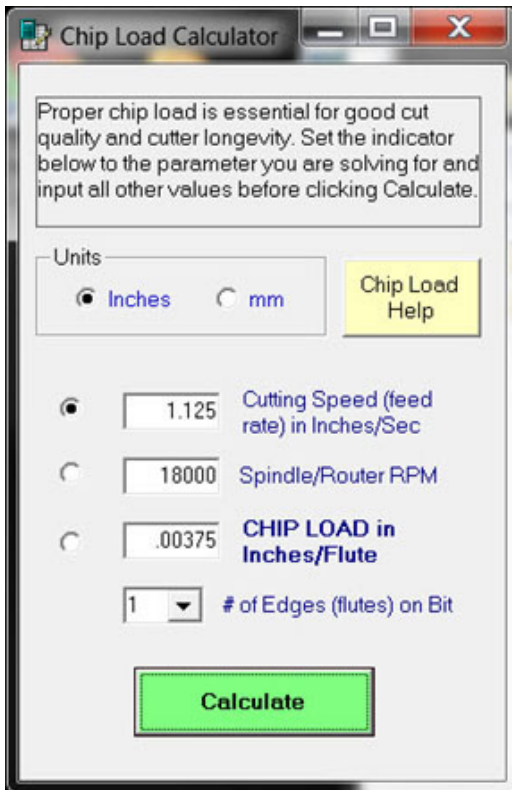 Chip Load Calculator
Proper chip load is essential for good cut
quality and cutter longevity. Set the indicator
below to the parameter you are solving for and
input all other values before clicking Calculate.
Units
Inches
mm
Chip Load
Help
1.125
Cutting Speed (feed
rate) in Inches/Sec
18000
Spindle/Router RPM
.00375
CHIP LOAD in
Inches/Flute
1
# of Edges (flutes) on Bit
Calculate